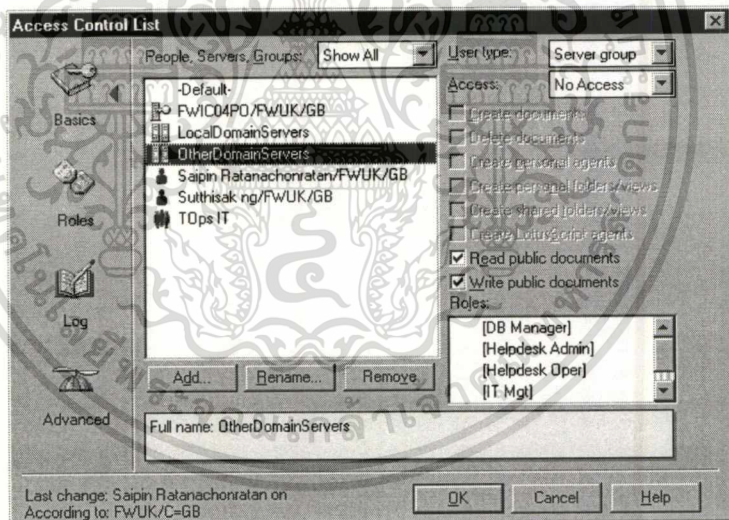 Access Control List
Basics
Roles
Log
Advanced
People, Servers, Groups: Show All
-Default-
FWIC04PO/FWUK/GB
LocalDomainServers
OtherDomainServers
Saipin Ratanachonratan/FWUK/GB
Sutthisak ng/FWUK/GB
TOps IT
Add... Rename... Remove
Full name: OtherDomainServers
User type: Server group
Access: No Access
Create documents
Delete documents
Create personal agents
Create personal folders/views
Create shared folders/views
Create LotusScript agents
Read public documents
Write public documents
Roles:
[DB Manager]
[Helpdesk Admin]
[Helpdesk Oper]
[IT Mgt]
Last change: Saipin Ratanachonratan on
According to: FWUK/C=GB
OK Cancel Help